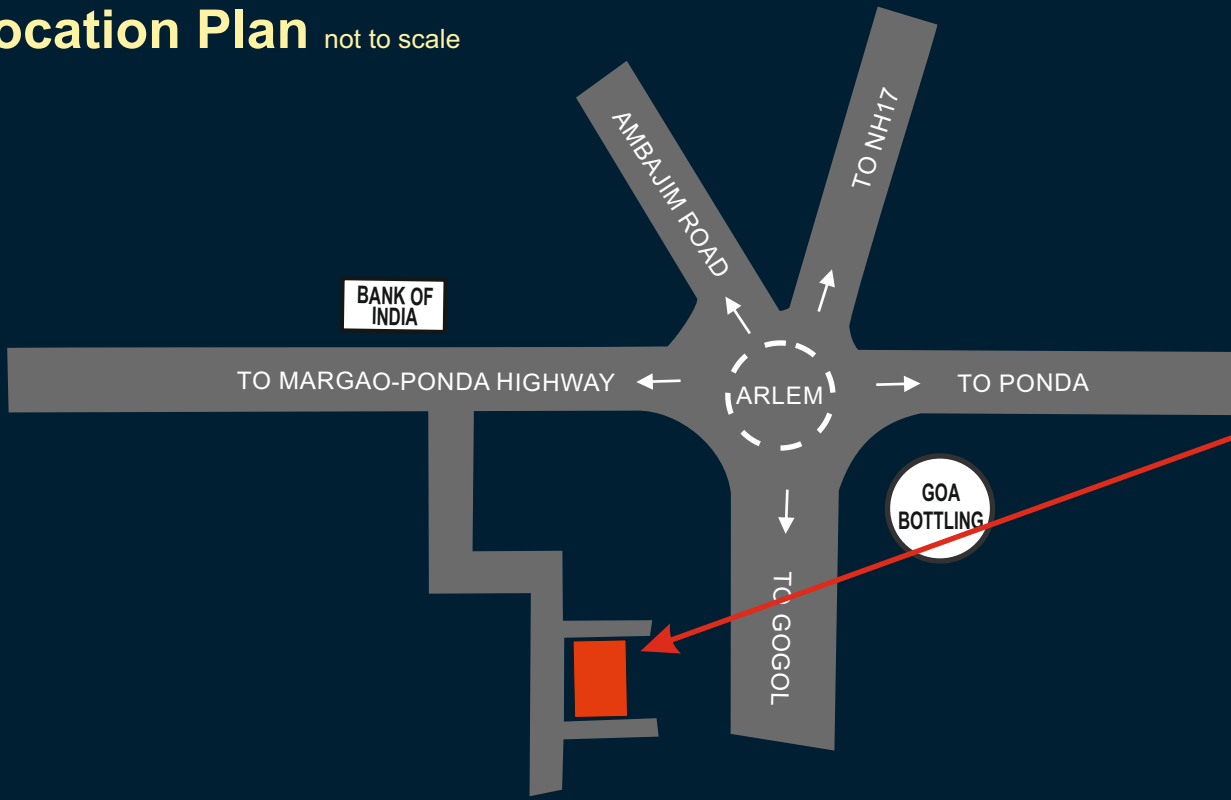 ocation Plan not to scale
AMBAJIM ROAD
TO NH17
BANK OF
INDIA
TO MARGAO-PONDA HIGHWAY
ARLEM
TO PONDA
GOA
BOTTLING
TO GOGOL